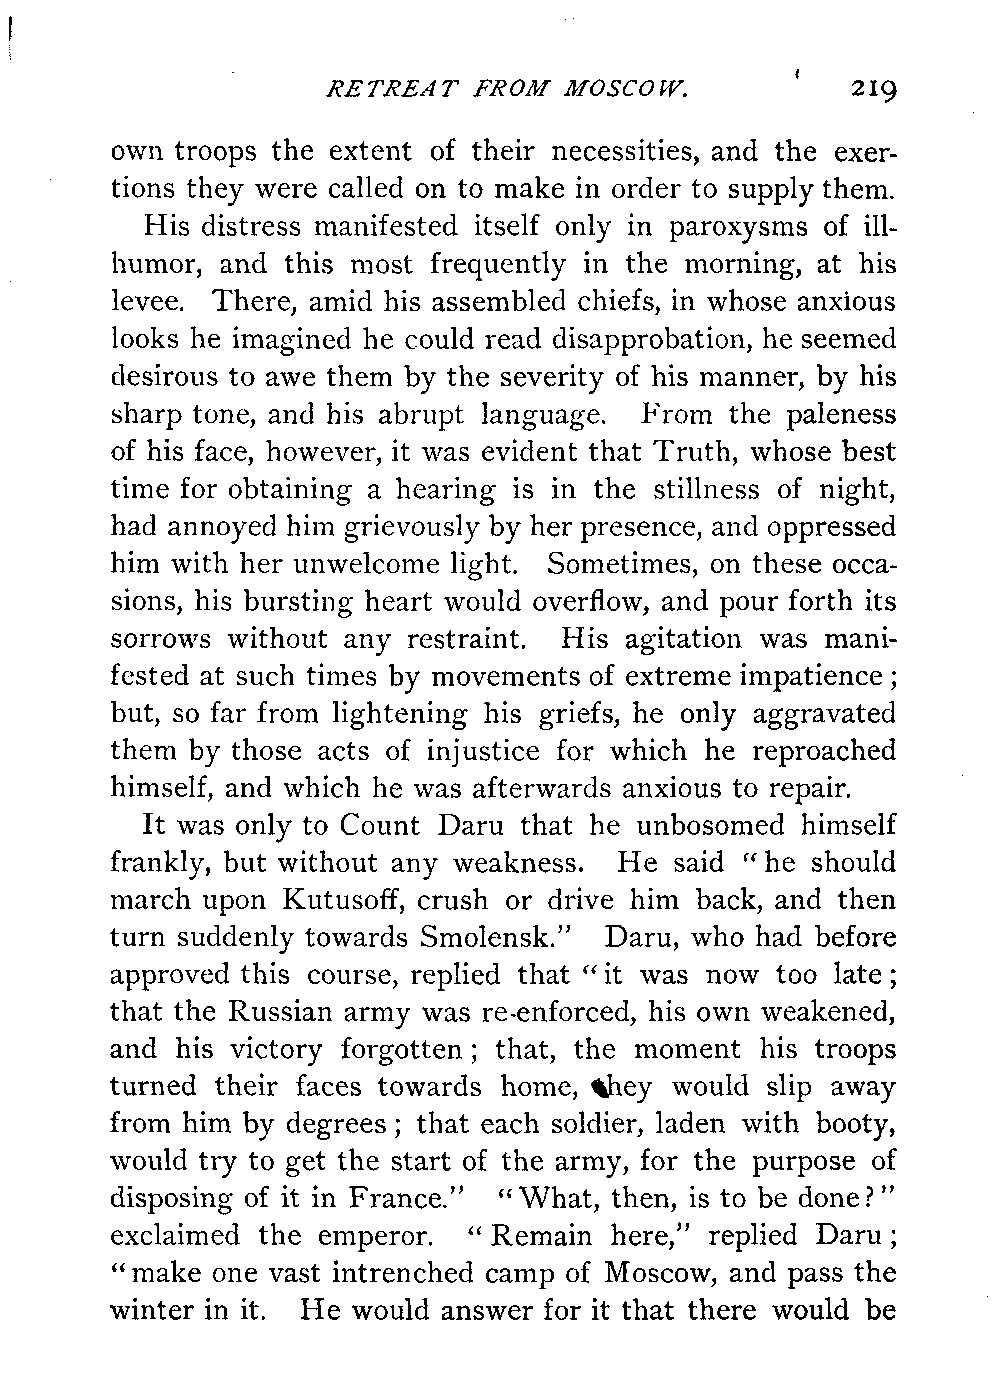 RETREAT FROM MOSCOW. 219
own troops the extent of their necessities, and the exer-
tions they were called on to make in order to supply them.
His distress manifested itself only in paroxysms of ill-
humor, and this most frequently in the morning, at his
levee. There, amid his assembled chiefs, in whose anxious
looks he imagined he could read disapprobation, he seemed
desirous to awe them by the severity of his manner, by his
sharp tone, and his abrupt language. From the paleness
of his face, however, it was evident that Truth, whose best
time for obtaining a hearing is in the stillness of night,
had annoyed him grievously by her presence, and oppressed
him with her unwelcome light. Sometimes, on these occa-
sions, his bursting heart would overflow, and pour forth its
sorrows without any restraint. His agitation was mani-
fested at such times by movements of extreme impatience;
but, so far from lightening his griefs, he only aggravated
them by those acts of injustice for which he reproached
himself, and which he was afterwards anxious to repair.
It was only to Count Daru that he unbosomed himself
frankly, but without any weakness. He said "he should
march upon Kutusoff, crush or drive him back, and then
turn suddenly towards Smolensk." Daru, who had before
approved this course, replied that "it was now too late;
that the Russian army was re-enforced, his own weakened,
and his victory forgotten; that, the moment his troops
turned their faces towards home, they would slip away
from him by degrees; that each soldier, laden with booty,
would try to get the start of the army, for the purpose of
disposing of it in France." "What, then, is to be done?"
exclaimed the emperor. "Remain here," replied Daru;
"make one vast intrenched camp of Moscow, and pass the
winter in it. He would answer for it that there would be